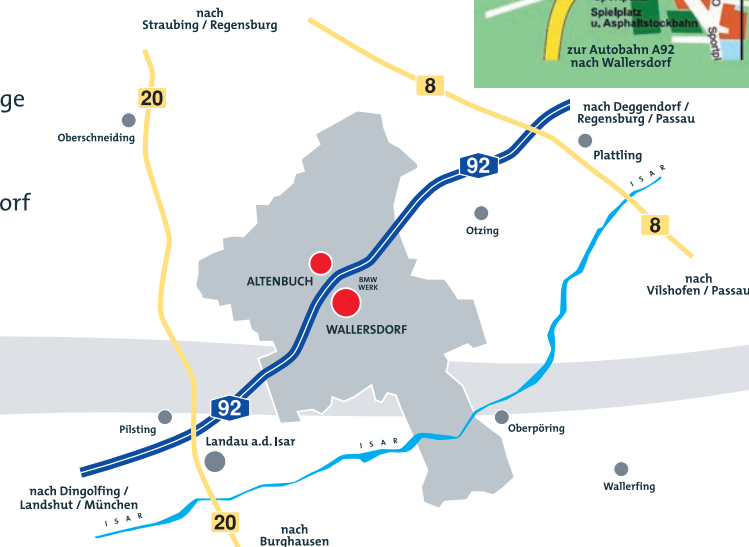 nach
Straubing / Regensburg
Spielplatz
u. Asphaltstockbahn
zur Autobahn A92
nach Wallersdorf
ge
20
8
nach Deggendorf /
Regensburg / Passau
Oberschneiding
Plattling
92
ISAR
orf
Otzing
8
ALTENBUCH
BMW
WERK
nach
Vilshofen / Passau
WALLERSDORF
92
Pilsting
Oberpöring
Landau a.d. Isar
ISAR
Wallerfing
nach Dingolfing /
Landshut / München
ISAR
20
nach
Burghausen